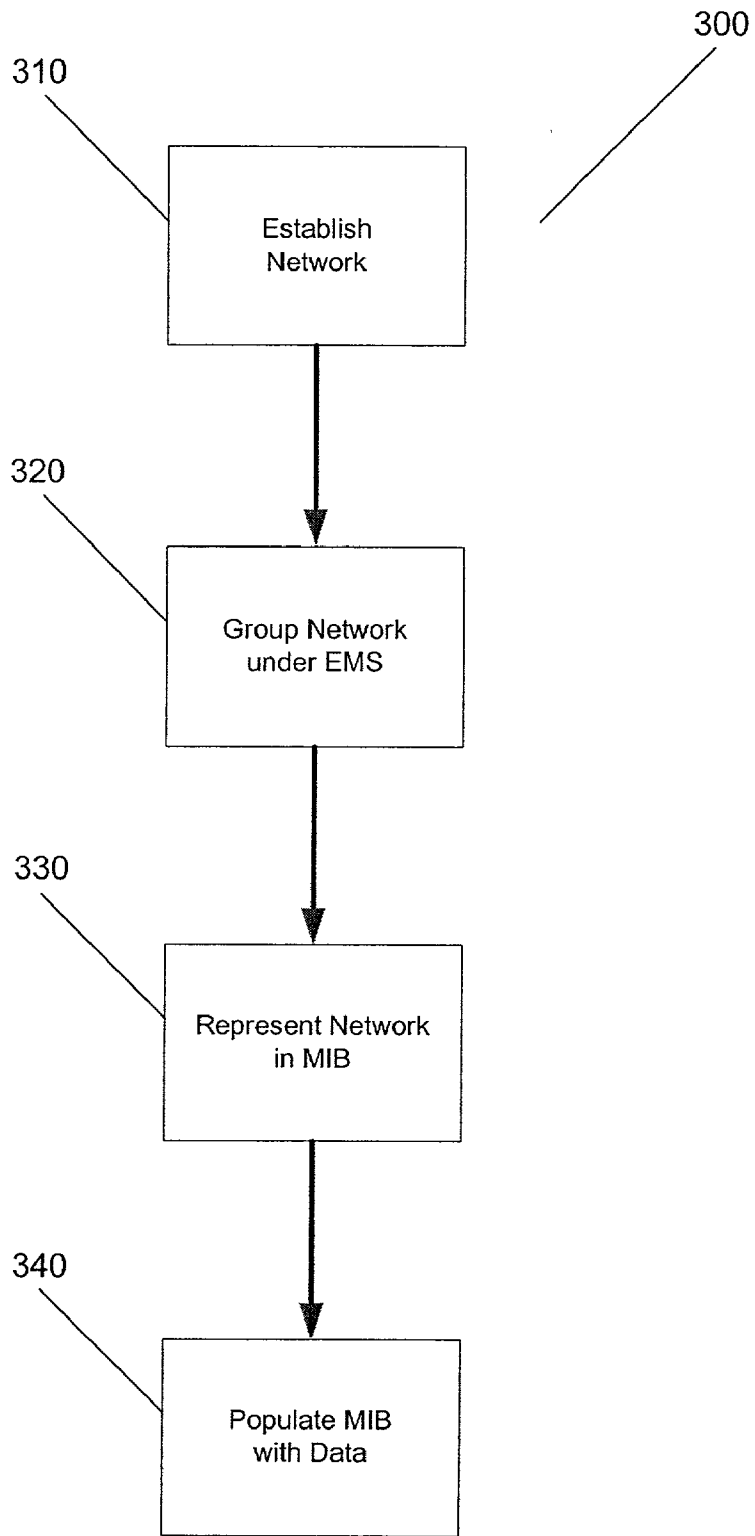 300
310
Establish
Network
320
Group Network
under EMS
330
Represent Network
in MIB
340
Populate MIB
with Data